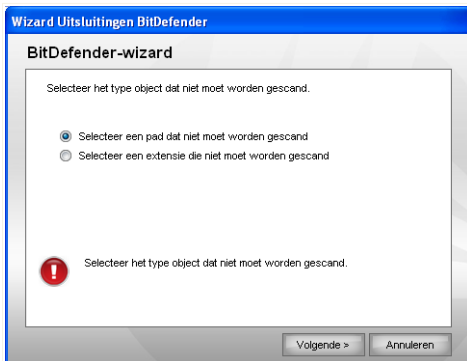 Wizard Uitsluitingen BitDefender
BitDefender-wizard
Selecteer het type object dat niet moet worden gescand.
Selecteer een pad dat niet moet worden gescand
Selecteer een extensie die niet moet worden gescand
Selecteer het type object dat niet moet worden gescand.
Volgende > Annuleren